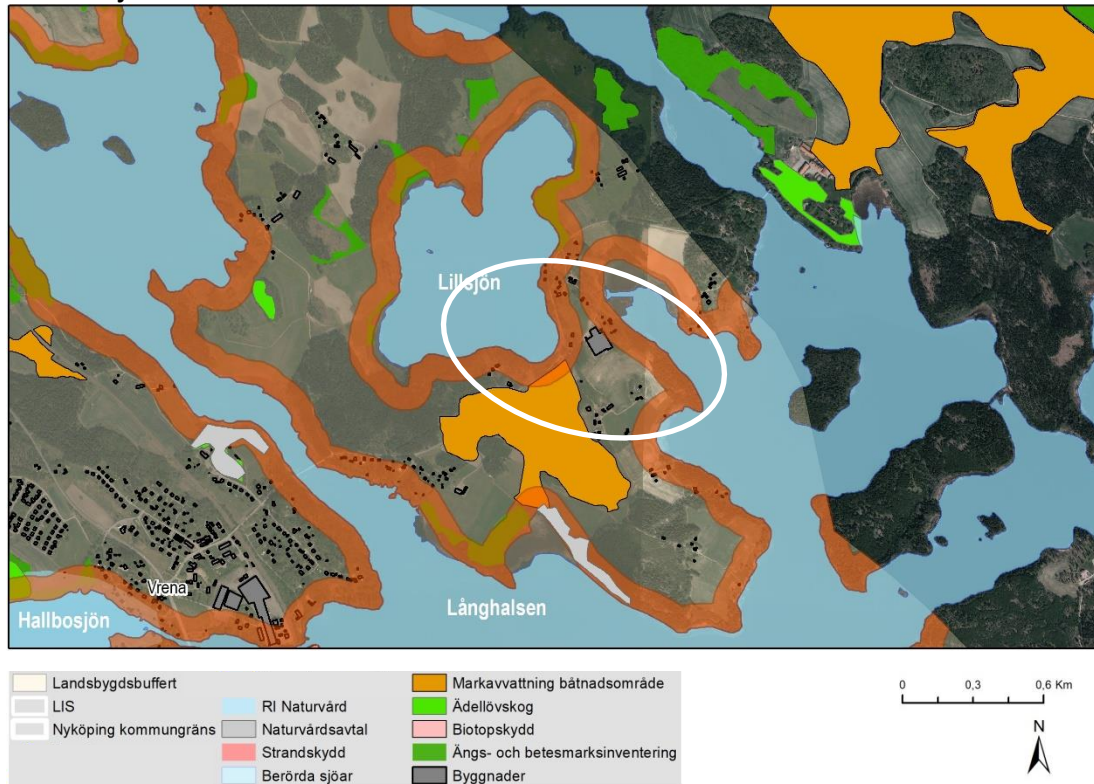 Lillsjön
Vrena
Hallbosjön
Långhalsen
Landsbygdsbuffert
LIS
Nyköping kommungräns
RI Naturvård
Naturvårdsavtal
Strandskydd
Berörda sjöar
Markavvattning båtnadsområde
Ädellövskog
Biotopskydd
Ängs- och betesmarksinventering
Byggnader
0 0,3 0,6 Km
N